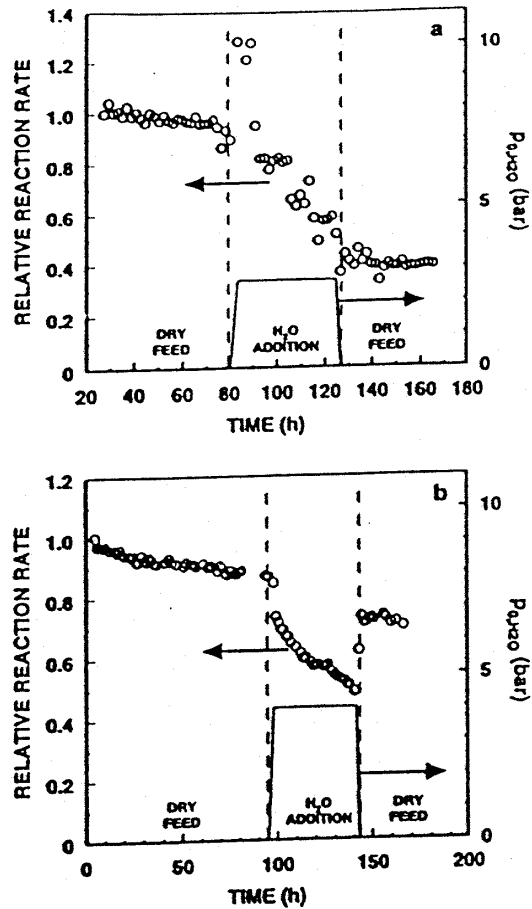 a
1.4
1.2
1.0
0.8
0.6
0.4
0.2
0
RELATIVE REACTION RATE
10
5
0
P0,H2O (bar)
DRY
FEED
H2O
ADDITION
DRY
FEED
20
40
60
80
100
120
140
160
180
TIME (h)
b
1.2
1.0
0.8
0.6
0.4
0.2
0
RELATIVE REACTION RATE
10
5
0
P0,H2O (bar)
DRY
FEED
H2O
ADDITION
DRY
FEED
0
50
100
150
200
TIME (h)